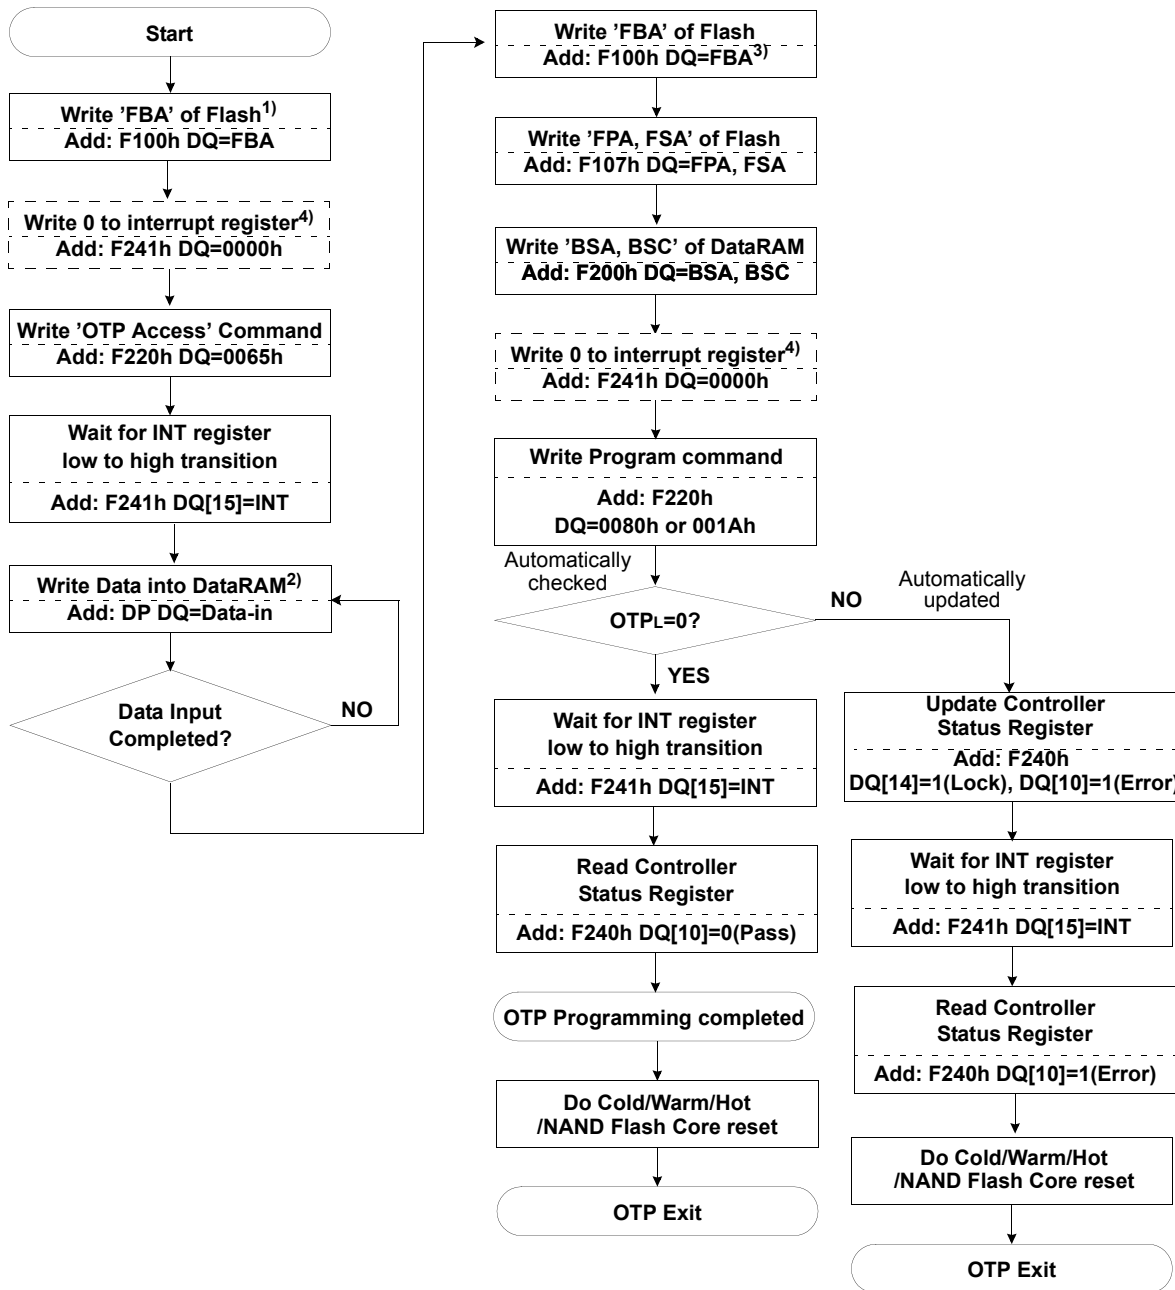 Start
Write ’FBA’ of Flash1)
Add: F100h DQ=FBA
Write 0 to interrupt register4)
Add: F241h DQ=0000h
Write ’OTP Access’ Command
Add: F220h DQ=0065h
Wait for INT register
low to high transition
Add: F241h DQ[15]=INT
Write Data into DataRAM2)
Add: DP DQ=Data-in
Data Input
Completed?
NO
Write ’FBA’ of Flash
Add: F100h DQ=FBA3)
Write ’FPA, FSA’ of Flash
Add: F107h DQ=FPA, FSA
Write ’BSA, BSC’ of DataRAM
Add: F200h DQ=BSA, BSC
Write 0 to interrupt register4)
Add: F241h DQ=0000h
Write Program command
Add: F220h
DQ=0080h or 001Ah
Automatically
checked
OTPL=0?
NO
Automatically
updated
YES
Wait for INT register
low to high transition
Add: F241h DQ[15]=INT
Read Controller
Status Register
Add: F240h DQ[10]=0(Pass)
OTP Programming completed
Do Cold/Warm/Hot
/NAND Flash Core reset
OTP Exit
Update Controller
Status Register
Add: F240h
DQ[14]=1(Lock), DQ[10]=1(Error)
Wait for INT register
low to high transition
Add: F241h DQ[15]=INT
Read Controller
Status Register
Add: F240h DQ[10]=1(Error)
Do Cold/Warm/Hot
/NAND Flash Core reset
OTP Exit